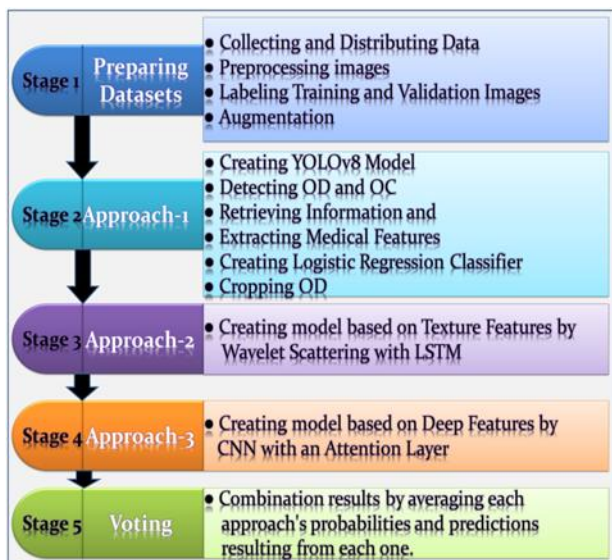 Stage 1
Preparing
Datasets
● Collecting and Distributing Data
● Preprocessing images
● Labeling Training and Validation Images
● Augmentation
Stage 2
Approach-1
● Creating YOLOv8 Model
● Detecting OD and OC
● Retrieving Information and
● Extracting Medical Features
● Creating Logistic Regression Classifier
● Cropping OD
Stage 3
Approach-2
● Creating model based on Texture Features by
Wavelet Scattering with LSTM
Stage 4
Approach-3
● Creating model based on Deep Features by
CNN with an Attention Layer
Stage 5
Voting
● Combination results by averaging each
approach's probabilities and predictions
resulting from each one.